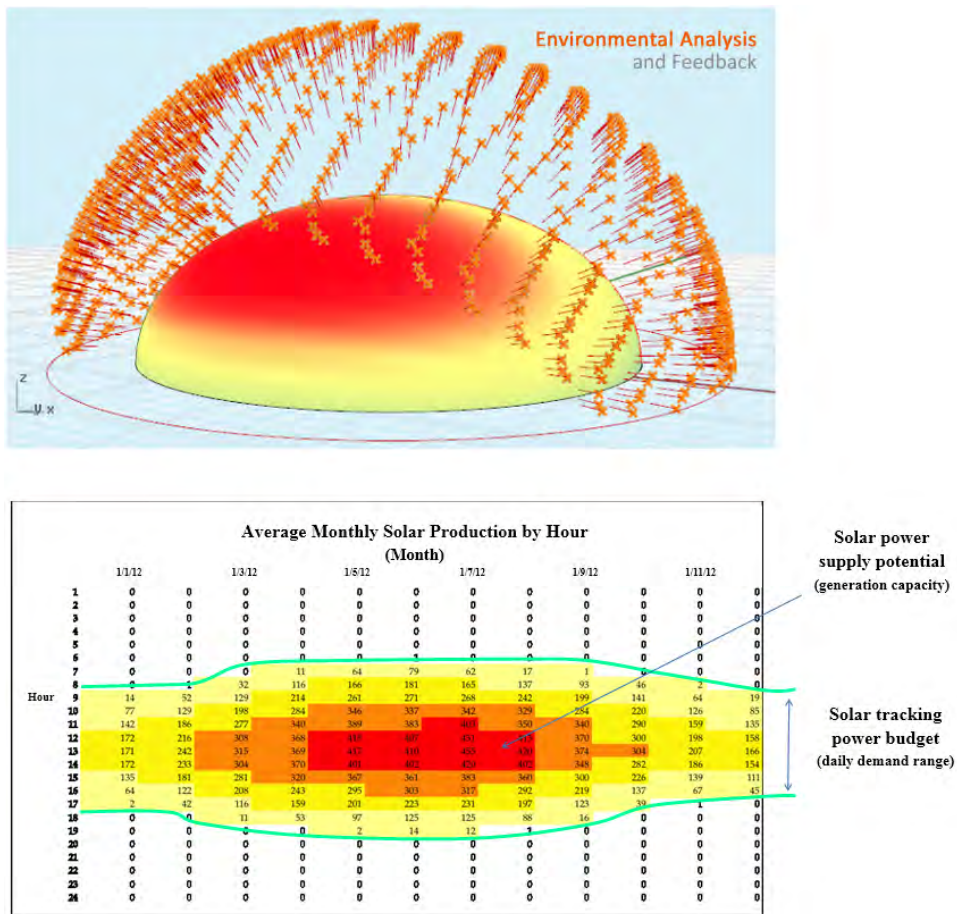 Environmental Analysis
and Feedback
z
y x
Average Monthly Solar Production by Hour
(Month)
1/1/12 1/3/12 1/5/12 1/7/12 1/9/12 1/11/12
1 0 0 0 0 0 0 0 0 0 0 0 0
2 0 0 0 0 0 0 0 0 0 0 0 0
3 0 0 0 0 0 0 0 0 0 0 0 0
4 0 0 0 0 0 0 0 0 0 0 0 0
5 0 0 0 0 0 0 0 0 0 0 0 0
6 0 0 0 0 0 1 0 0 0 0 0 0
7 0 0 0 11 64 79 62 17 1 0 0 0
8 0 1 32 116 166 181 165 137 93 46 2 0
Hour
9 14 52 129 214 261 271 268 242 199 141 64 19
10 77 129 198 284 346 337 342 329 284 220 126 85
11 142 186 277 340 389 383 403 350 340 290 159 135
12 172 216 308 368 370 300 198 158
13 171 242 315 369 374 304 207 166
14 172 233 304 370 401 402 348 282 186 154
15 135 181 281 320 367 361 383 360 300 226 139 111
16 64 122 208 243 295 303 317 292 219 137 67 45
17 2 42 116 159 201 223 231 197 123 39 1 0
18 0 0 11 53 97 125 125 88 16 0 0 0
19 0 0 0 0 2 14 12 1 0 0 0 0
20 0 0 0 0 0 0 0 0 0 0 0 0
21 0 0 0 0 0 0 0 0 0 0 0 0
22 0 0 0 0 0 0 0 0 0 0 0 0
23 0 0 0 0 0 0 0 0 0 0 0 0
24 0 0 0 0 0 0 0 0 0 0 0 0
Solar power
supply potential
(generation capacity)
Solar tracking
power budget
(daily demand range)